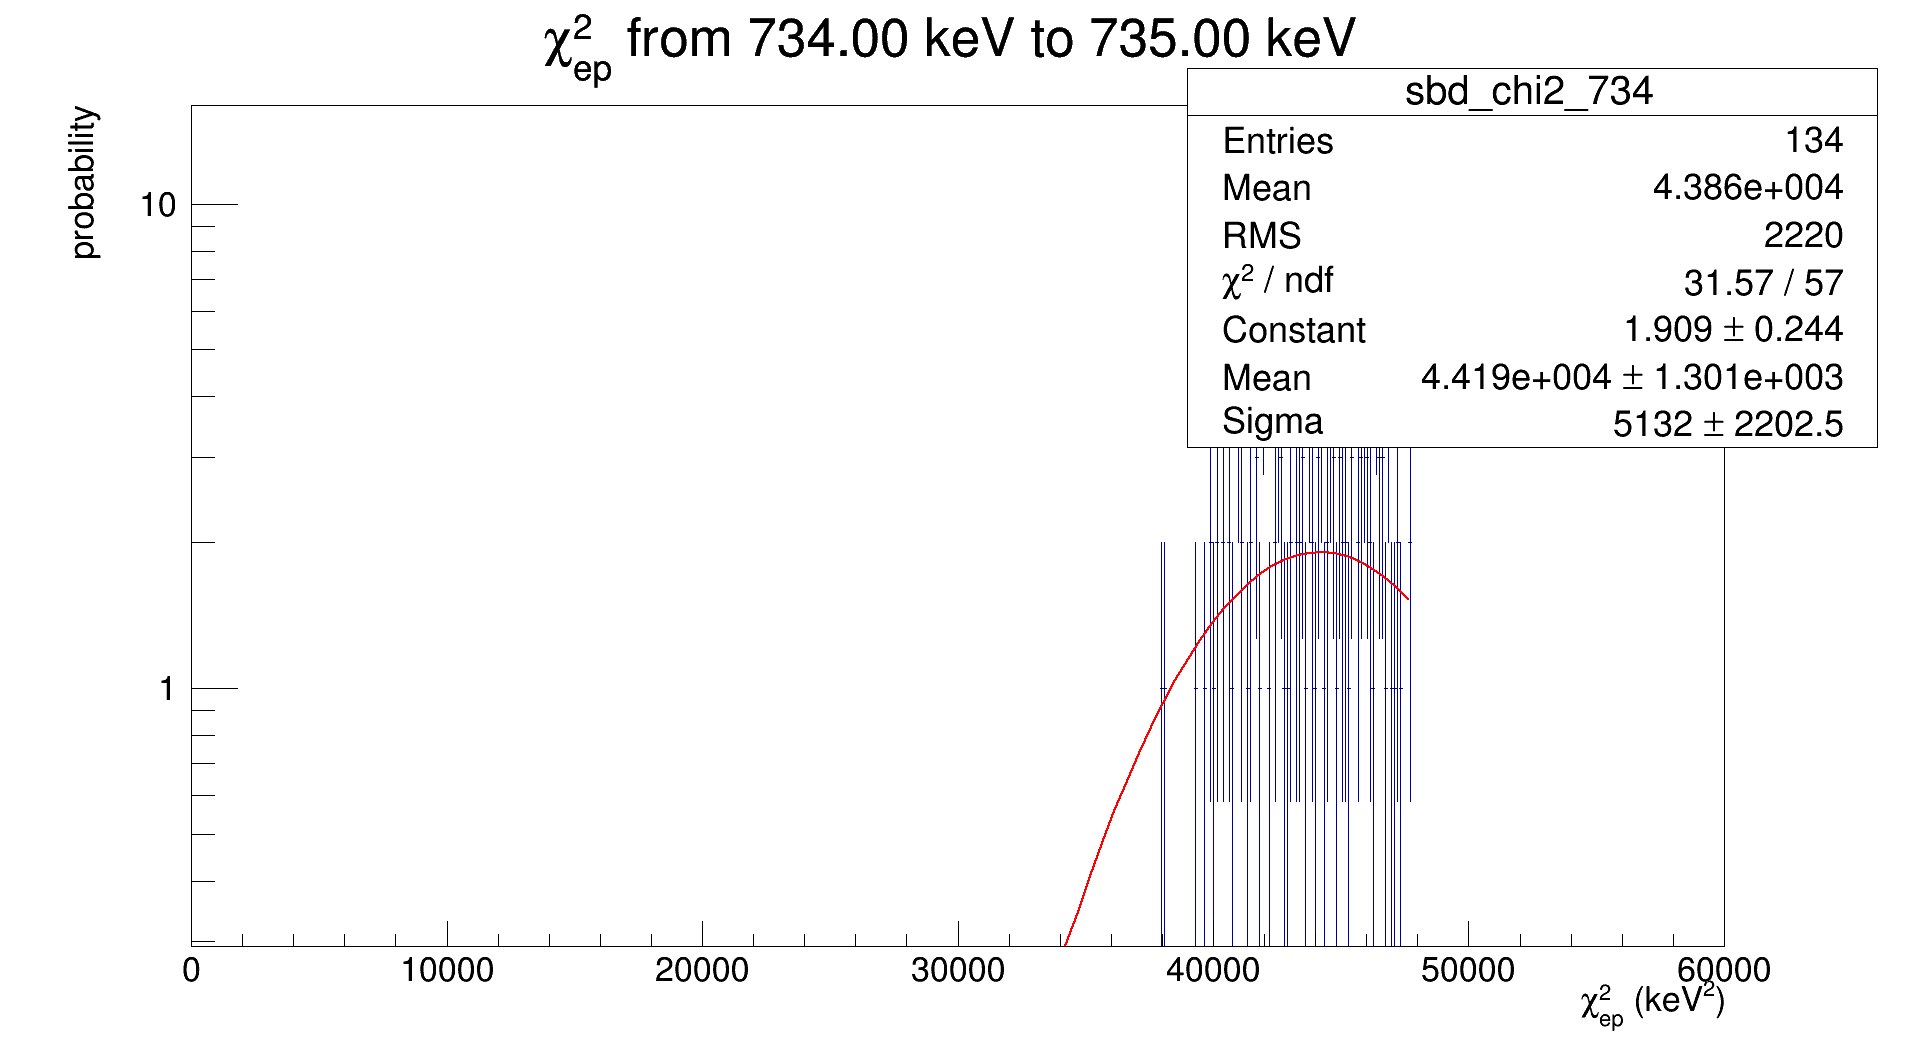 χ²ep from 734.00 keV to 735.00 keV
sbd_chi2_734
Entries 134
Mean 4.386e+004
RMS 2220
χ² / ndf 31.57 / 57
Constant 1.909 ± 0.244
Mean 4.419e+004 ± 1.301e+003
Sigma 5132 ± 2202.5
probability
10
1
0 10000 20000 30000 40000 50000 60000
χ²ep (keV²)